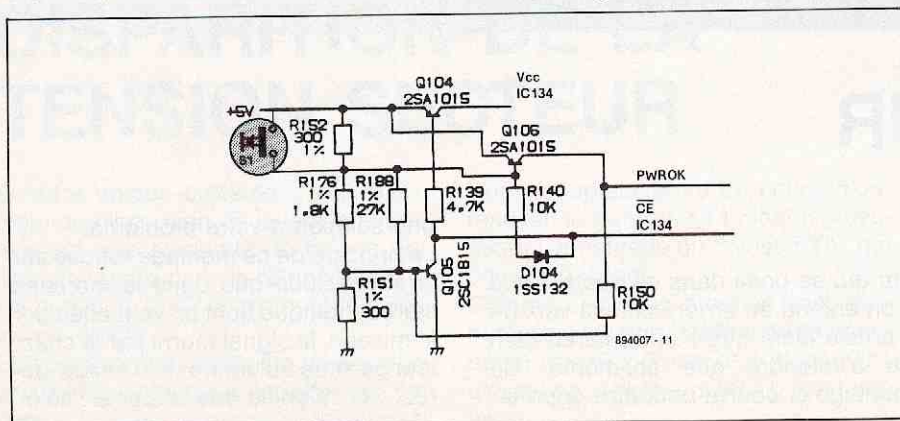 Q104
2SA1015
Vcc
IC134
+5V
S1
R152
300
1%
Q106
2SA1015
R176
1%
1.8K
R188
1%
27K
R139
4.7K
R140
10K
PWROK
CE
IC134
D104
1SS132
Q105
2SC1815
R151
1%
300
10K
894007 - 11